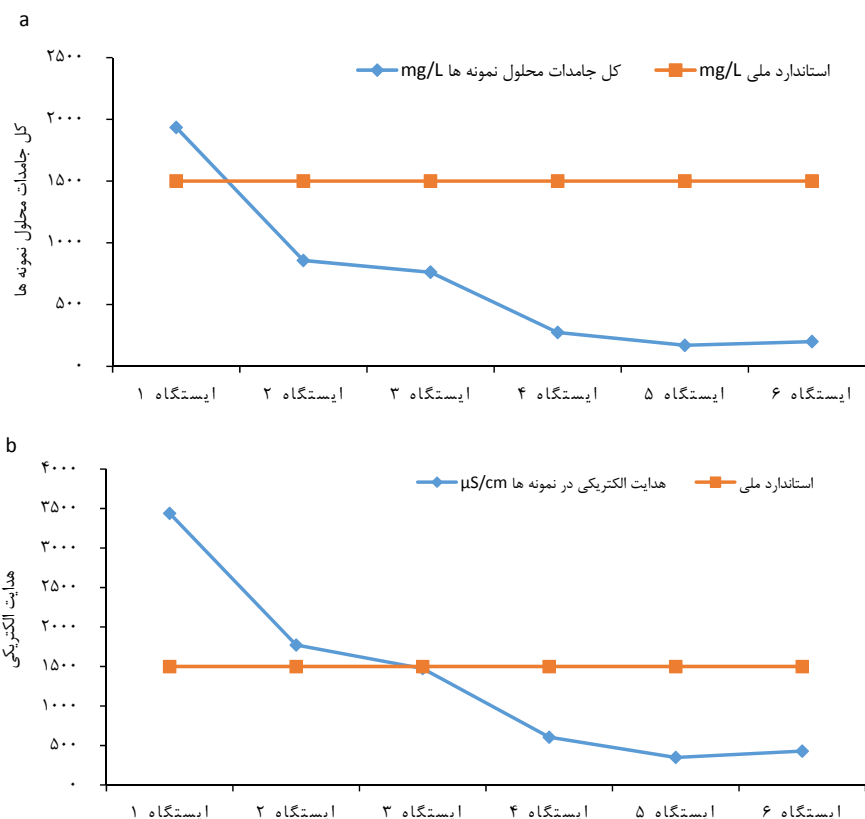 a
کل جامدات محلول نمونه ها mg/L
استاندارد ملی mg/L
کل جامدات محلول نمونه ها
۲۵۰۰
۲۰۰۰
۱۵۰۰
۱۰۰۰
۵۰۰
۰
ایستگاه ۱ ایستگاه ۲ ایستگاه ۳ ایستگاه ۴ ایستگاه ۵ ایستگاه ۶
b
هدایت الکتریکی در نمونه ها µS/cm
استاندارد ملی
هدایت الکتریکی
۴۰۰۰
۳۵۰۰
۳۰۰۰
۲۵۰۰
۲۰۰۰
۱۵۰۰
۱۰۰۰
۵۰۰
۰
ایستگاه ۱ ایستگاه ۲ ایستگاه ۳ ایستگاه ۴ ایستگاه ۵ ایستگاه ۶